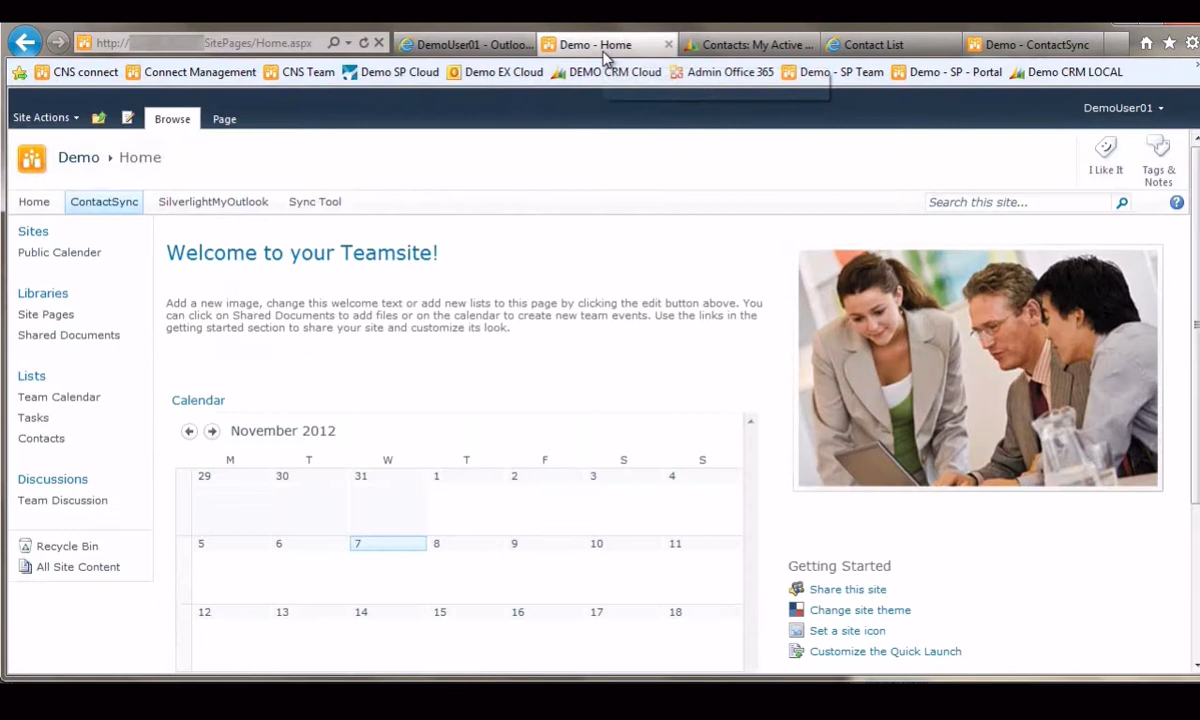 http:// SitePages/Home.aspx
DemoUser01 - Outloo...
Demo - Home
Contacts: My Active ...
Contact List
Demo - ContactSync
CNS connect
Connect Management
CNS Team
Demo SP Cloud
Demo EX Cloud
DEMO CRM Cloud
Admin Office 365
Demo - SP Team
Demo - SP - Portal
Demo CRM LOCAL
DemoUser01
Site Actions
Browse
Page
Demo
Home
I Like It
Tags &
Notes
Home
ContactSync
SilverlightMyOutlook
Sync Tool
Search this site...
Sites
Public Calender
Libraries
Site Pages
Shared Documents
Lists
Team Calendar
Tasks
Contacts
Discussions
Team Discussion
Recycle Bin
All Site Content
Welcome to your Teamsite!
Add a new image, change this welcome text or add new lists to this page by clicking the edit button above. You
can click on Shared Documents to add files or on the calendar to create new team events. Use the links in the
getting started section to share your site and customize its look.
Calendar
November 2012
M T W T F S S
29 30 31 1 2 3 4
5 6 7 8 9 10 11
12 13 14 15 16 17 18
Getting Started
Share this site
Change site theme
Set a site icon
Customize the Quick Launch